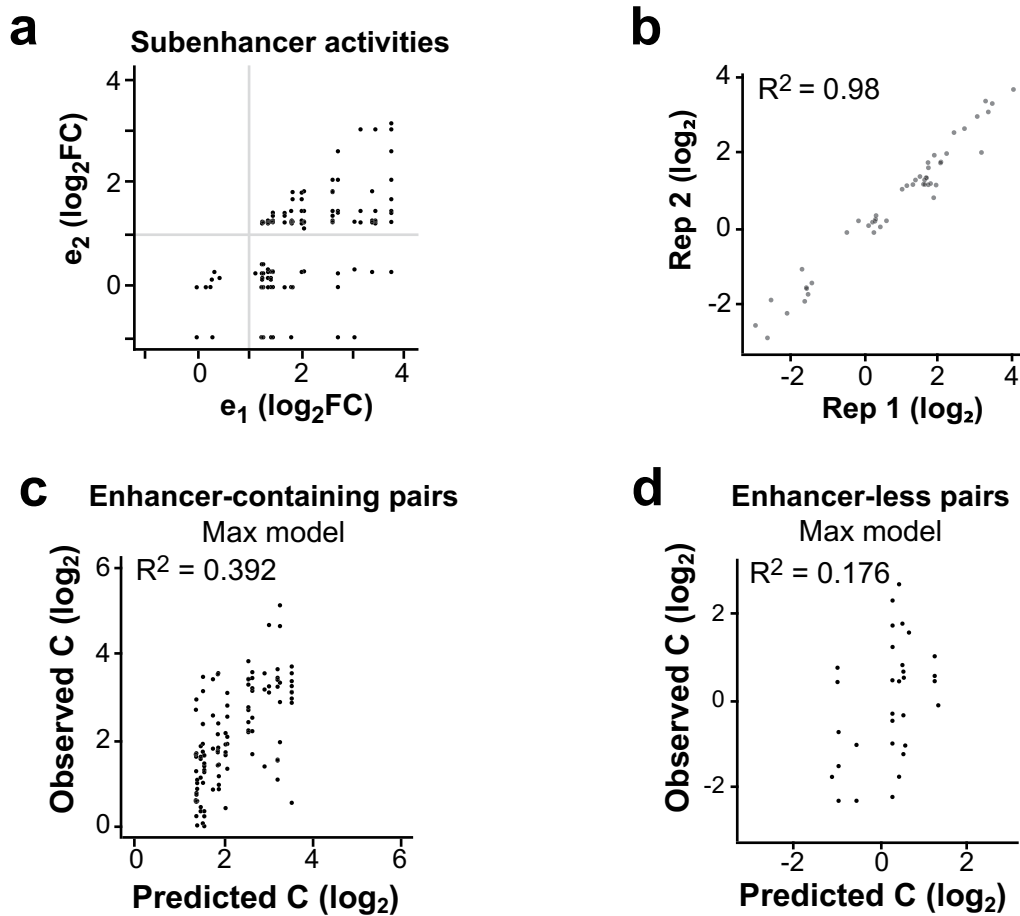 a
Subenhancer activities
4
2
0
e₂ (log₂FC)
0 2 4
e₁ (log₂FC)
b
R² = 0.98
4
2
0
-2
Rep 2 (log₂)
-2 0 2 4
Rep 1 (log₂)
c
Enhancer-containing pairs
Max model
R² = 0.392
6
4
2
0
Observed C (log₂)
0 2 4 6
Predicted C (log₂)
d
Enhancer-less pairs
Max model
R² = 0.176
2
0
-2
Observed C (log₂)
-2 0 2
Predicted C (log₂)